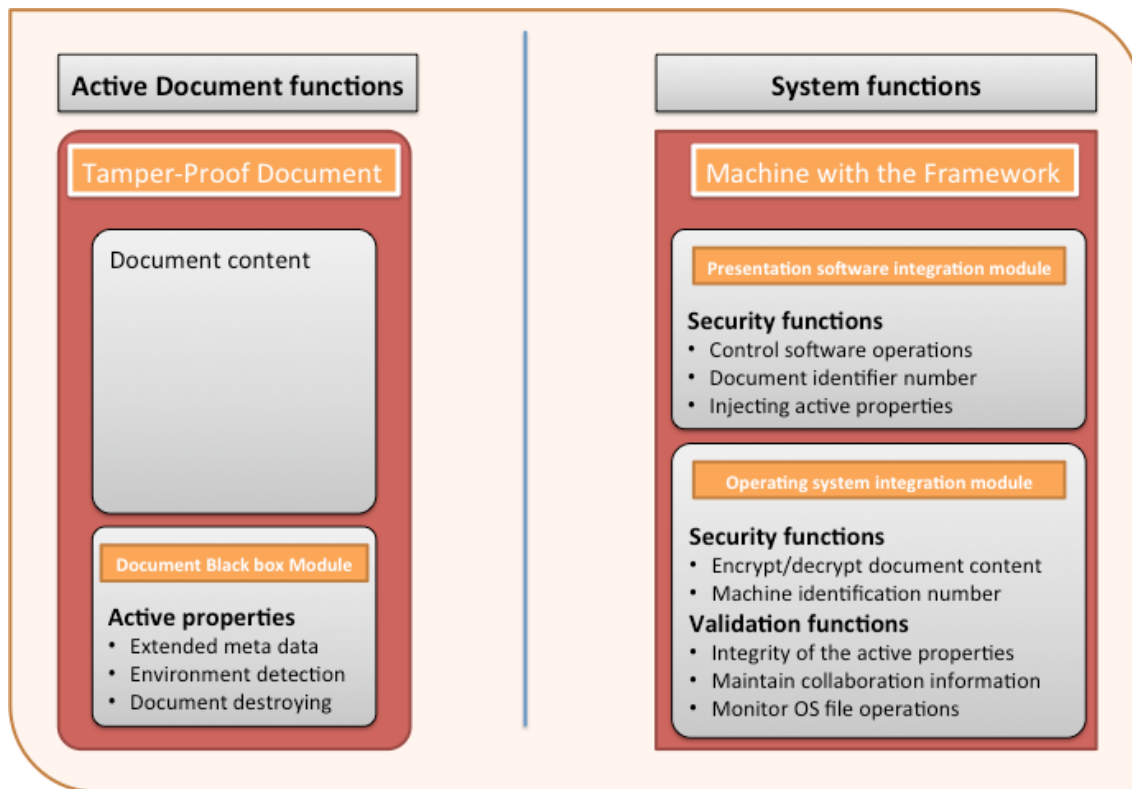 Active Document functions
Tamper-Proof Document
Document content
Document Black box Module
Active properties
• Extended meta data
• Environment detection
• Document destroying
System functions
Machine with the Framework
Presentation software integration module
Security functions
• Control software operations
• Document identifier number
• Injecting active properties
Operating system integration module
Security functions
• Encrypt/decrypt document content
• Machine identification number
Validation functions
• Integrity of the active properties
• Maintain collaboration information
• Monitor OS file operations